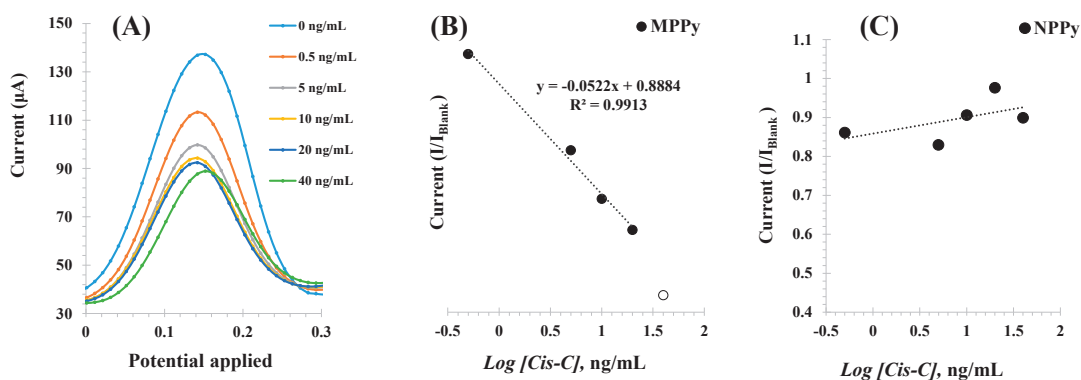 (A)
150
130
110
90
70
50
30
Current (µA)
0
0.1
0.2
0.3
Potential applied
0 ng/mL
0.5 ng/mL
5 ng/mL
10 ng/mL
20 ng/mL
40 ng/mL
(B)
MPPy
y = -0.0522x + 0.8884
R² = 0.9913
Current (I/I_Blank)
-0.5
0
0.5
1
1.5
2
Log [Cis-C], ng/mL
(C)
NPPy
1.1
1
0.9
0.8
0.7
0.6
0.5
0.4
Current (I/I_Blank)
-0.5
0
0.5
1
1.5
2
Log [Cis-C], ng/mL